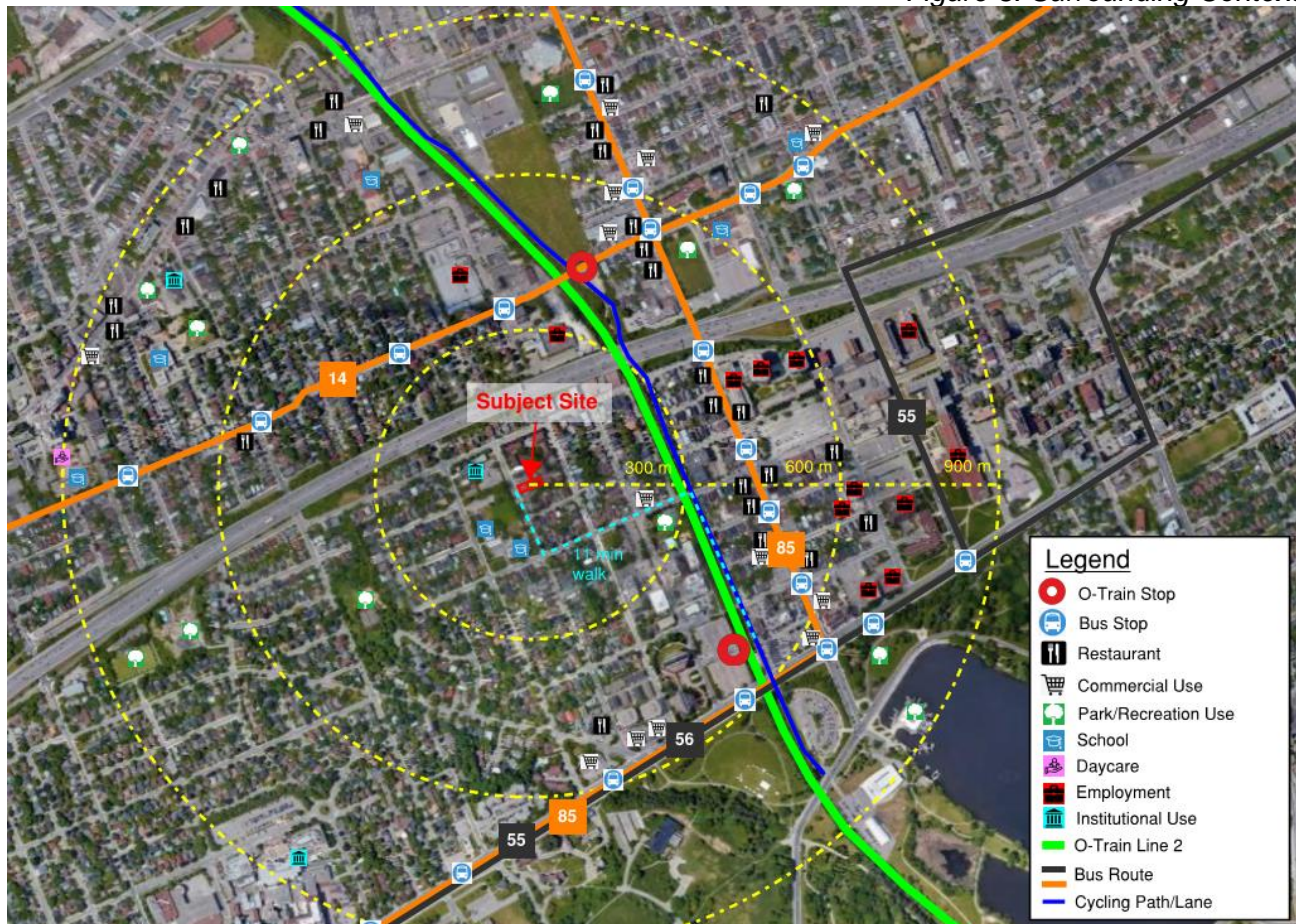 Figure 3: Surrounding Context
14
Subject Site
55
300 m
600 m
900 m
11 min
walk
85
56
85
55
Legend
O-Train Stop
Bus Stop
Restaurant
Commercial Use
Park/Recreation Use
School
Daycare
Employment
Institutional Use
O-Train Line 2
Bus Route
Cycling Path/Lane